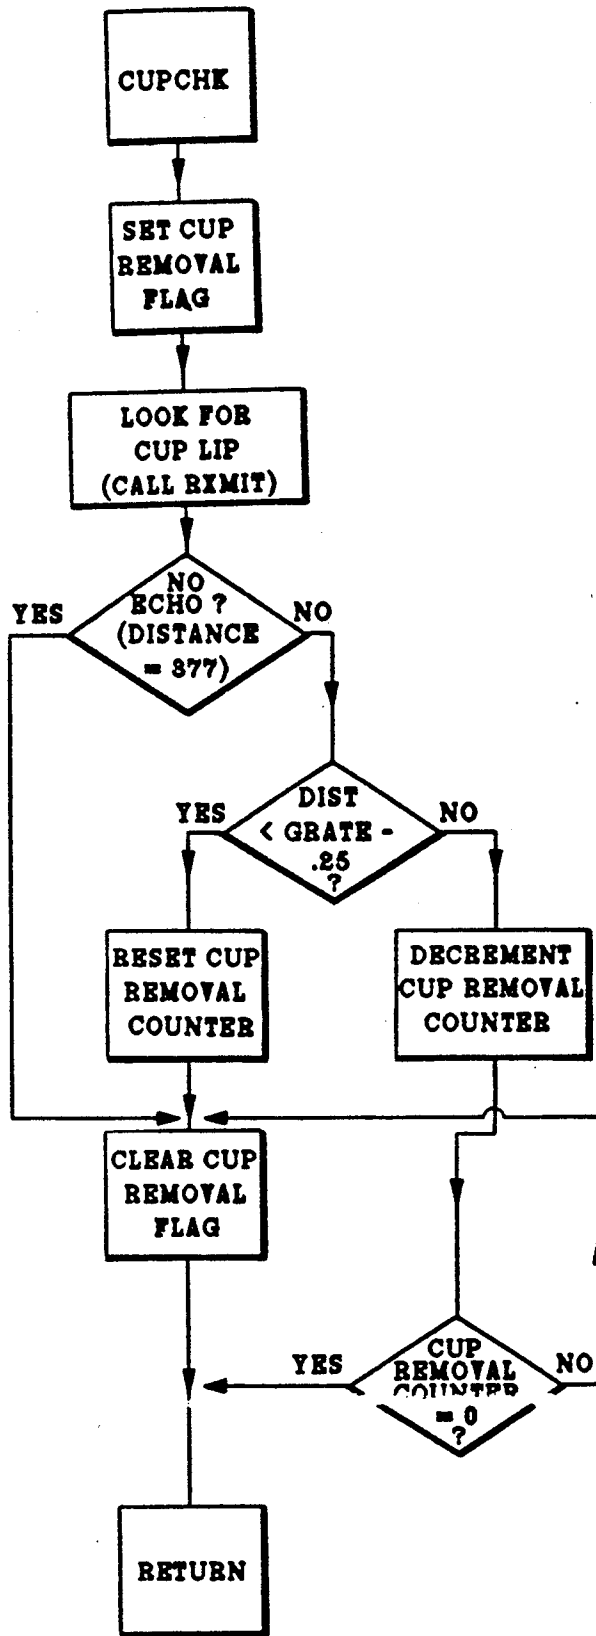 CUPCHK
SET CUP
REMOVAL
FLAG
LOOK FOR
CUP LIP
(CALL RXMIT)
NO
ECHO ?
(DISTANCE
= 377)
YES
NO
DIST
< GRATE -
.25
?
YES
NO
RESET CUP
REMOVAL
COUNTER
DECREMENT
CUP REMOVAL
COUNTER
CLEAR CUP
REMOVAL
FLAG
CUP
REMOVAL
COUNTER
= 0
?
YES
NO
RETURN